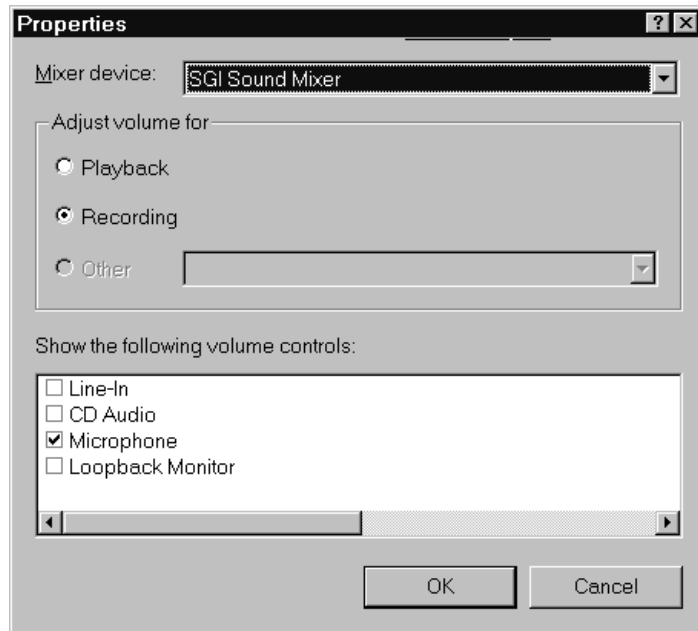 Properties
Mixer device: SGI Sound Mixer
Adjust volume for
Playback
Recording
Other
Show the following volume controls:
Line-In
CD Audio
Microphone
Loopback Monitor
OK Cancel